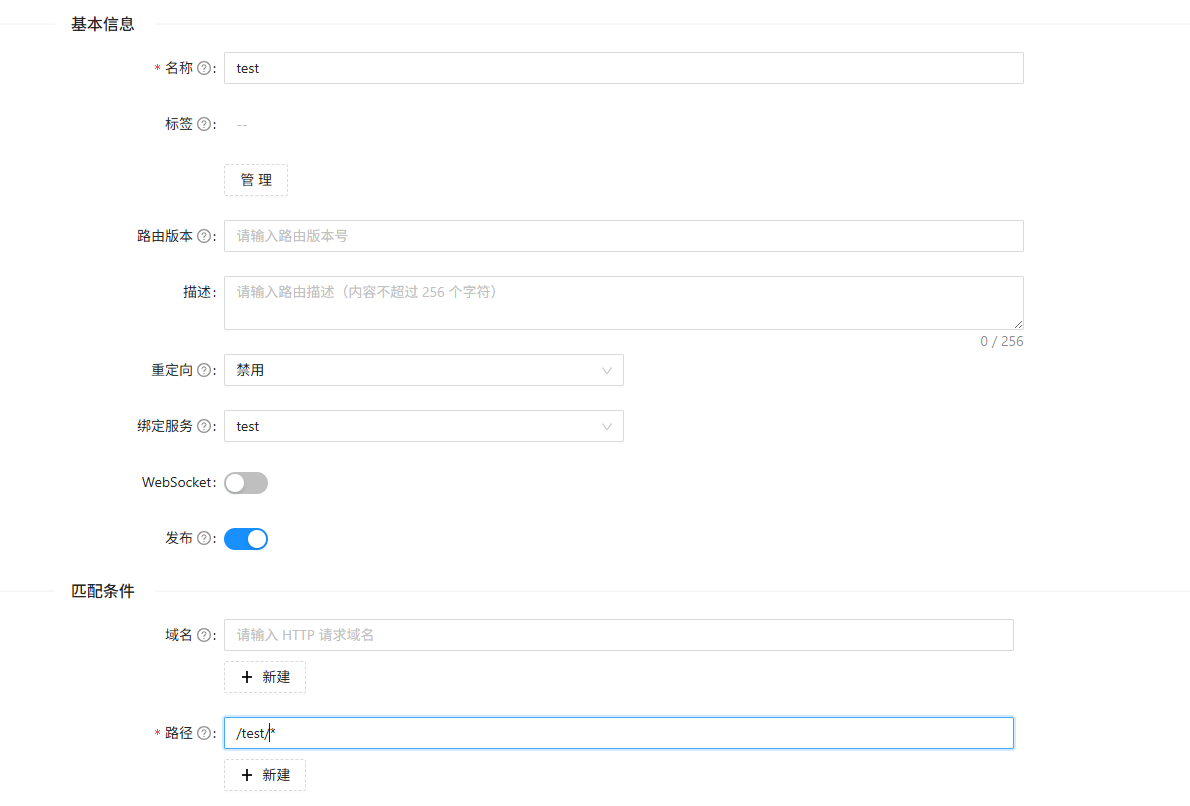 基本信息
* 名称 ? : test
标签 ? : --
管 理
路由版本 ? : 请输入路由版本号
描述: 请输入路由描述（内容不超过 256 个字符）
0 / 256
重定向 ? : 禁用
绑定服务 ? : test
WebSocket:
发布 ? :
匹配条件
域名 ? : 请输入 HTTP 请求域名
+ 新建
* 路径 ? : /test/*
+ 新建